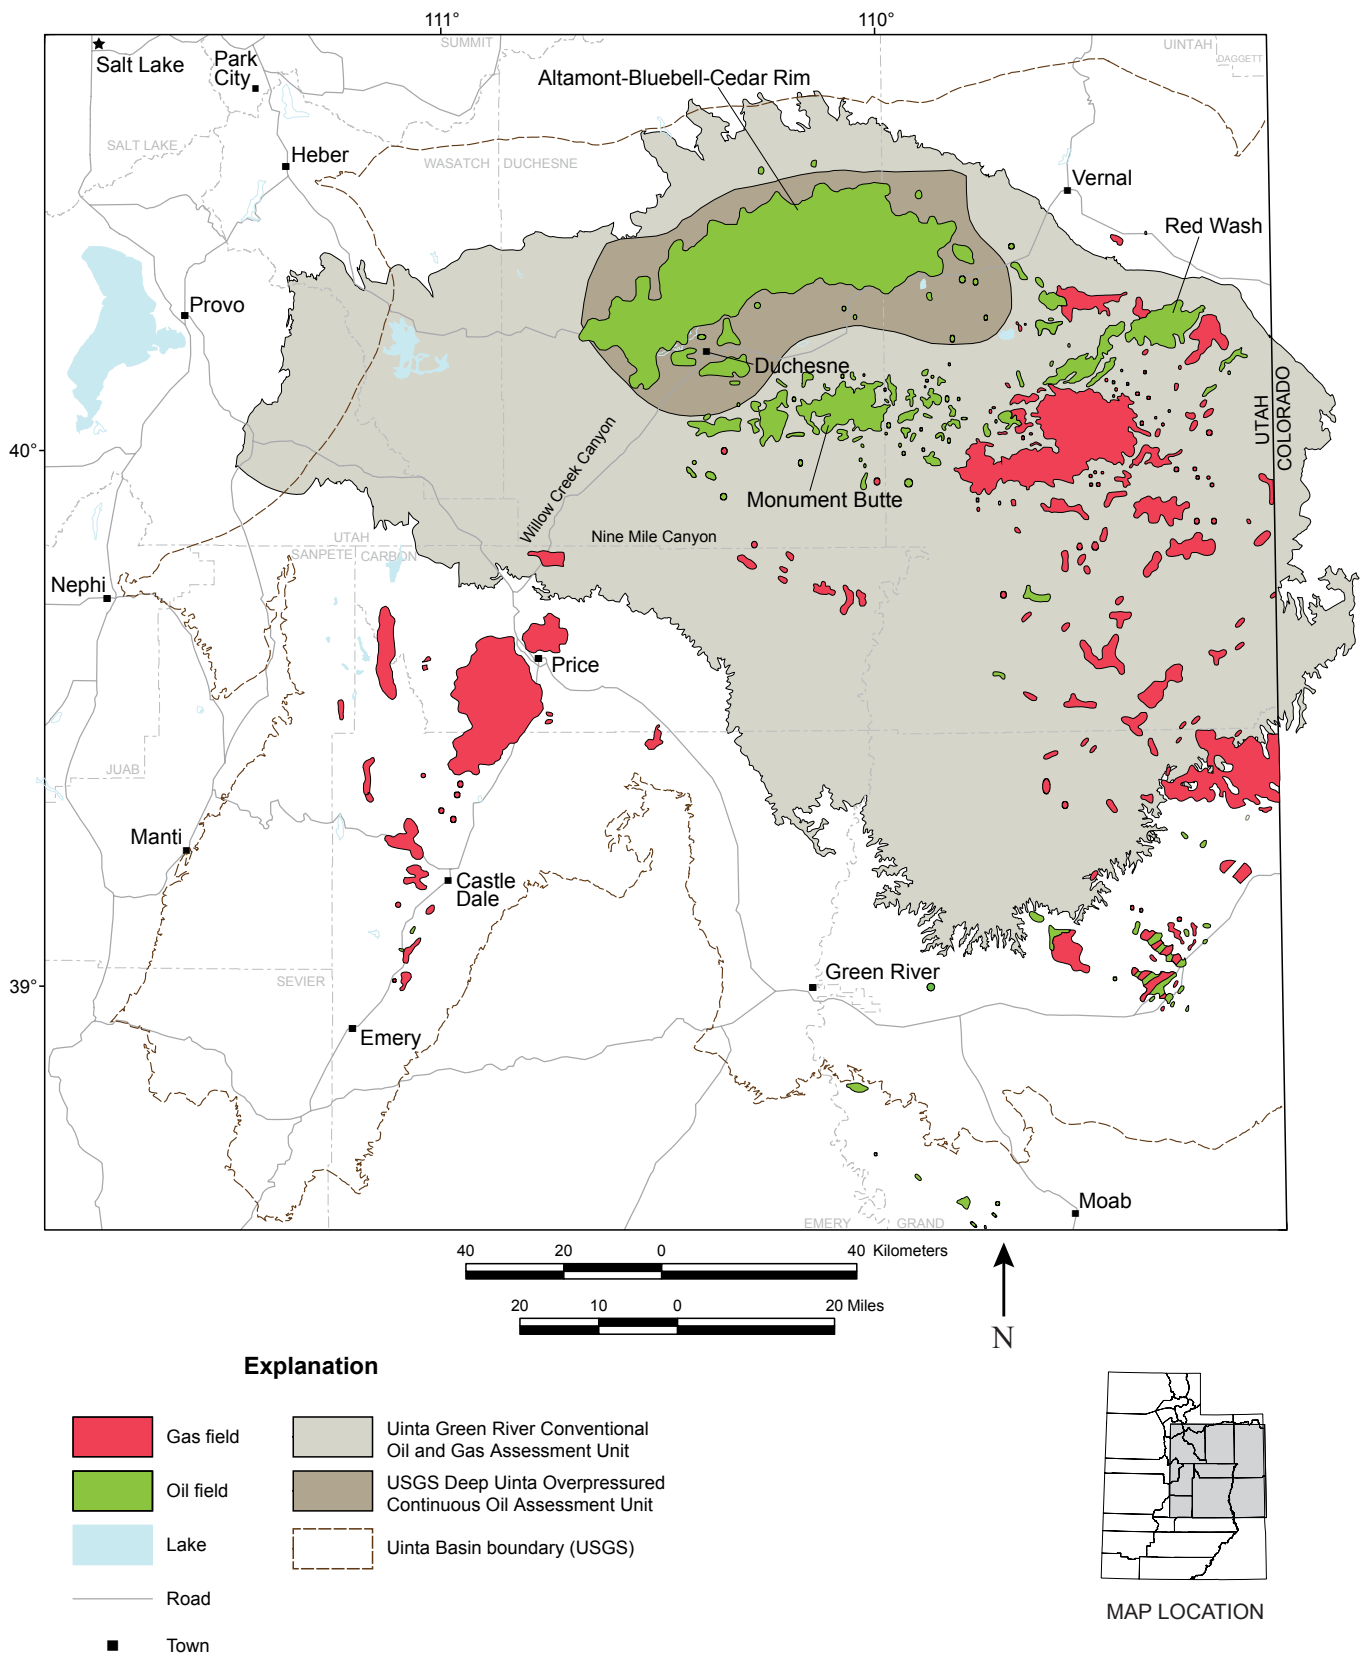 111°
110°
SUMMIT
UINTAH
DAGGETT
Salt Lake
Park
City
Altamont-Bluebell-Cedar Rim
SALT LAKE
Heber
WASATCH
DUCHESNE
Vernal
Red Wash
Provo
Duchesne
UTAH
COLORADO
40°
Willow Creek Canyon
Monument Butte
Nine Mile Canyon
UTAH
SANPETE
CARBON
Nephi
Price
JUAB
Manti
Castle
Dale
39°
SEVIER
Green River
Emery
EMERY
GRAND
Moab
40
20
0
40 Kilometers
20
10
0
20 Miles
N
Explanation
Gas field
Uinta Green River Conventional
Oil and Gas Assessment Unit
Oil field
USGS Deep Uinta Overpressured
Continuous Oil Assessment Unit
Lake
Uinta Basin boundary (USGS)
Road
Town
MAP LOCATION